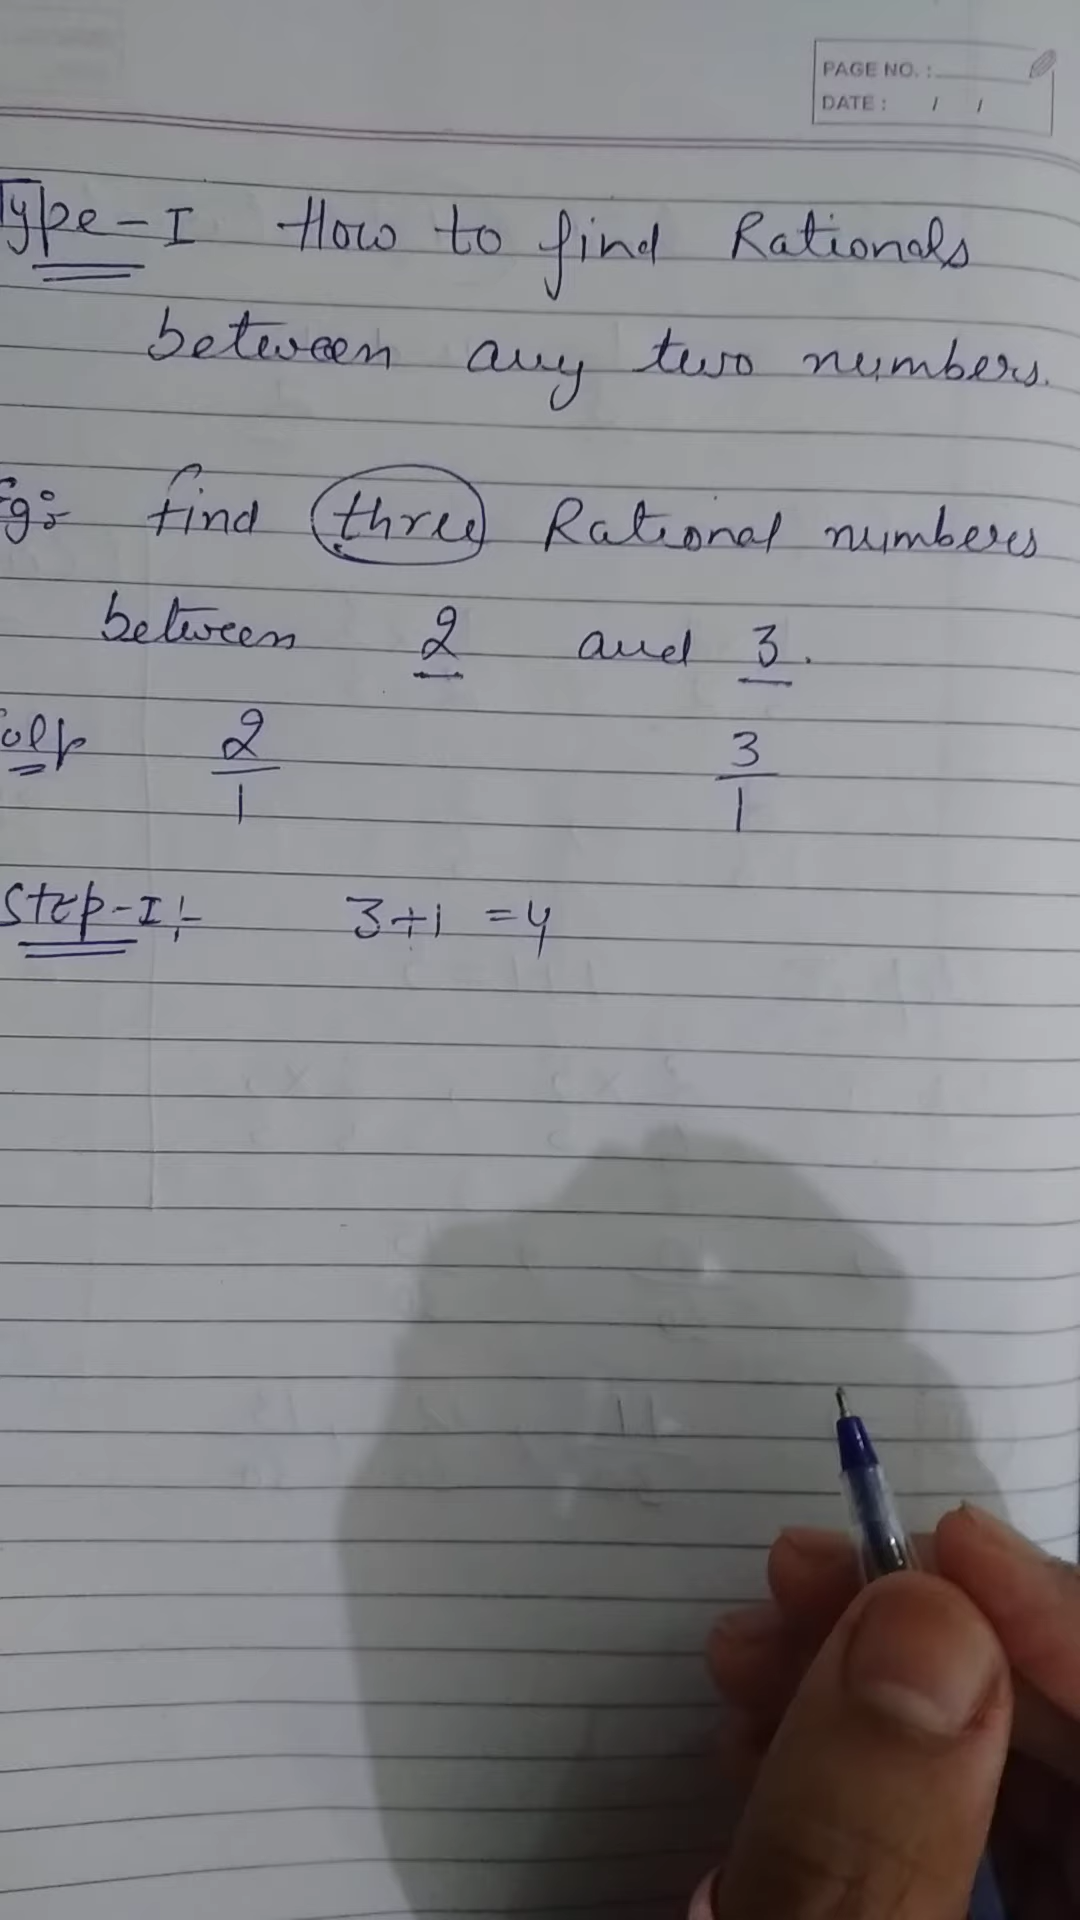 PAGE NO. :
DATE : / /
Type-I How to find Rationals
between any two numbers.
Eg:- find three Rational numbers
between 2 and 3.
Soln 2/1 3/1
Step-I:- 3+1 =4